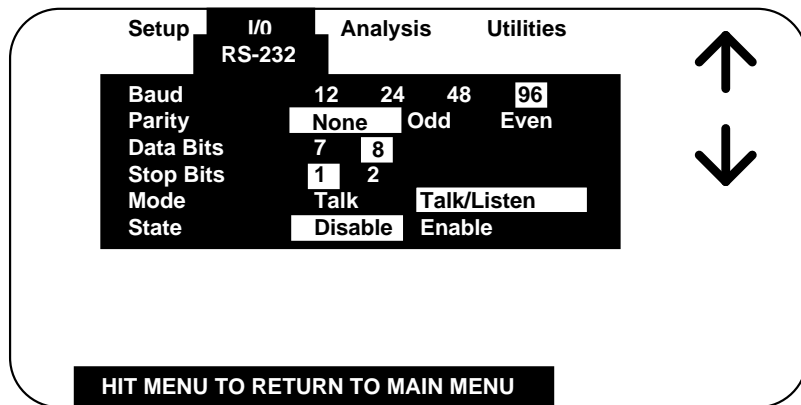 Setup I/0 Analysis Utilities
RS-232
Baud 12 24 48 96
Parity None Odd Even
Data Bits 7 8
Stop Bits 1 2
Mode Talk Talk/Listen
State Disable Enable
HIT MENU TO RETURN TO MAIN MENU